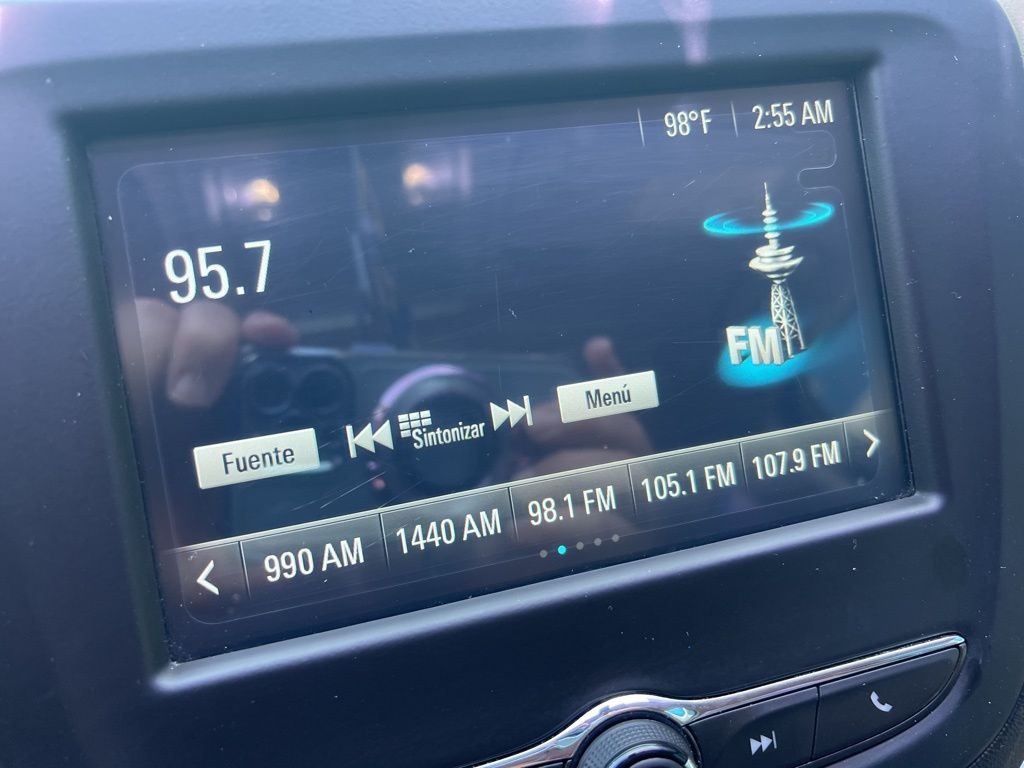 98°F 2:55 AM
95.7
FM
Fuente Sintonizar Menú
990 AM 1440 AM 98.1 FM 105.1 FM 107.9 FM